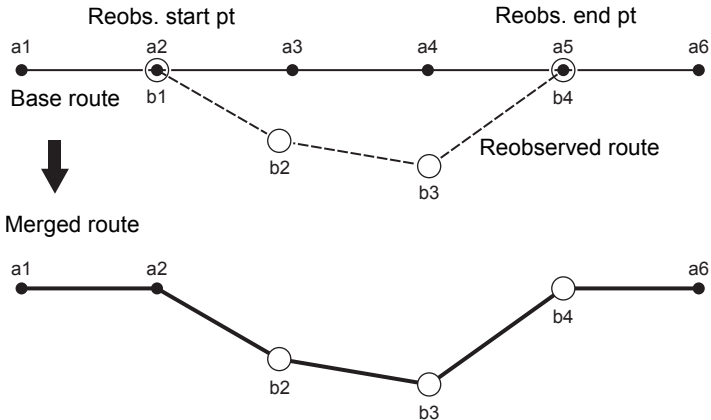 Reobs. start pt Reobs. end pt
a1 a2 a3 a4 a5 a6
Base route b1 b4
b2 Reobserved route
b3
Merged route
a1 a2 a6
b4
b2
b3